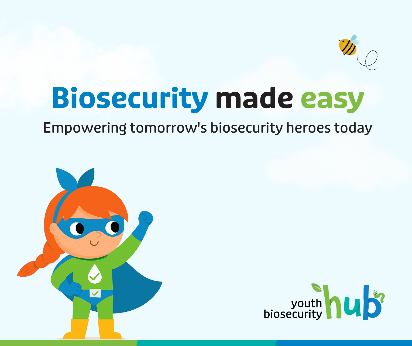 Biosecurity made easy
Empowering tomorrow's biosecurity heroes today
youth
biosecurity hub